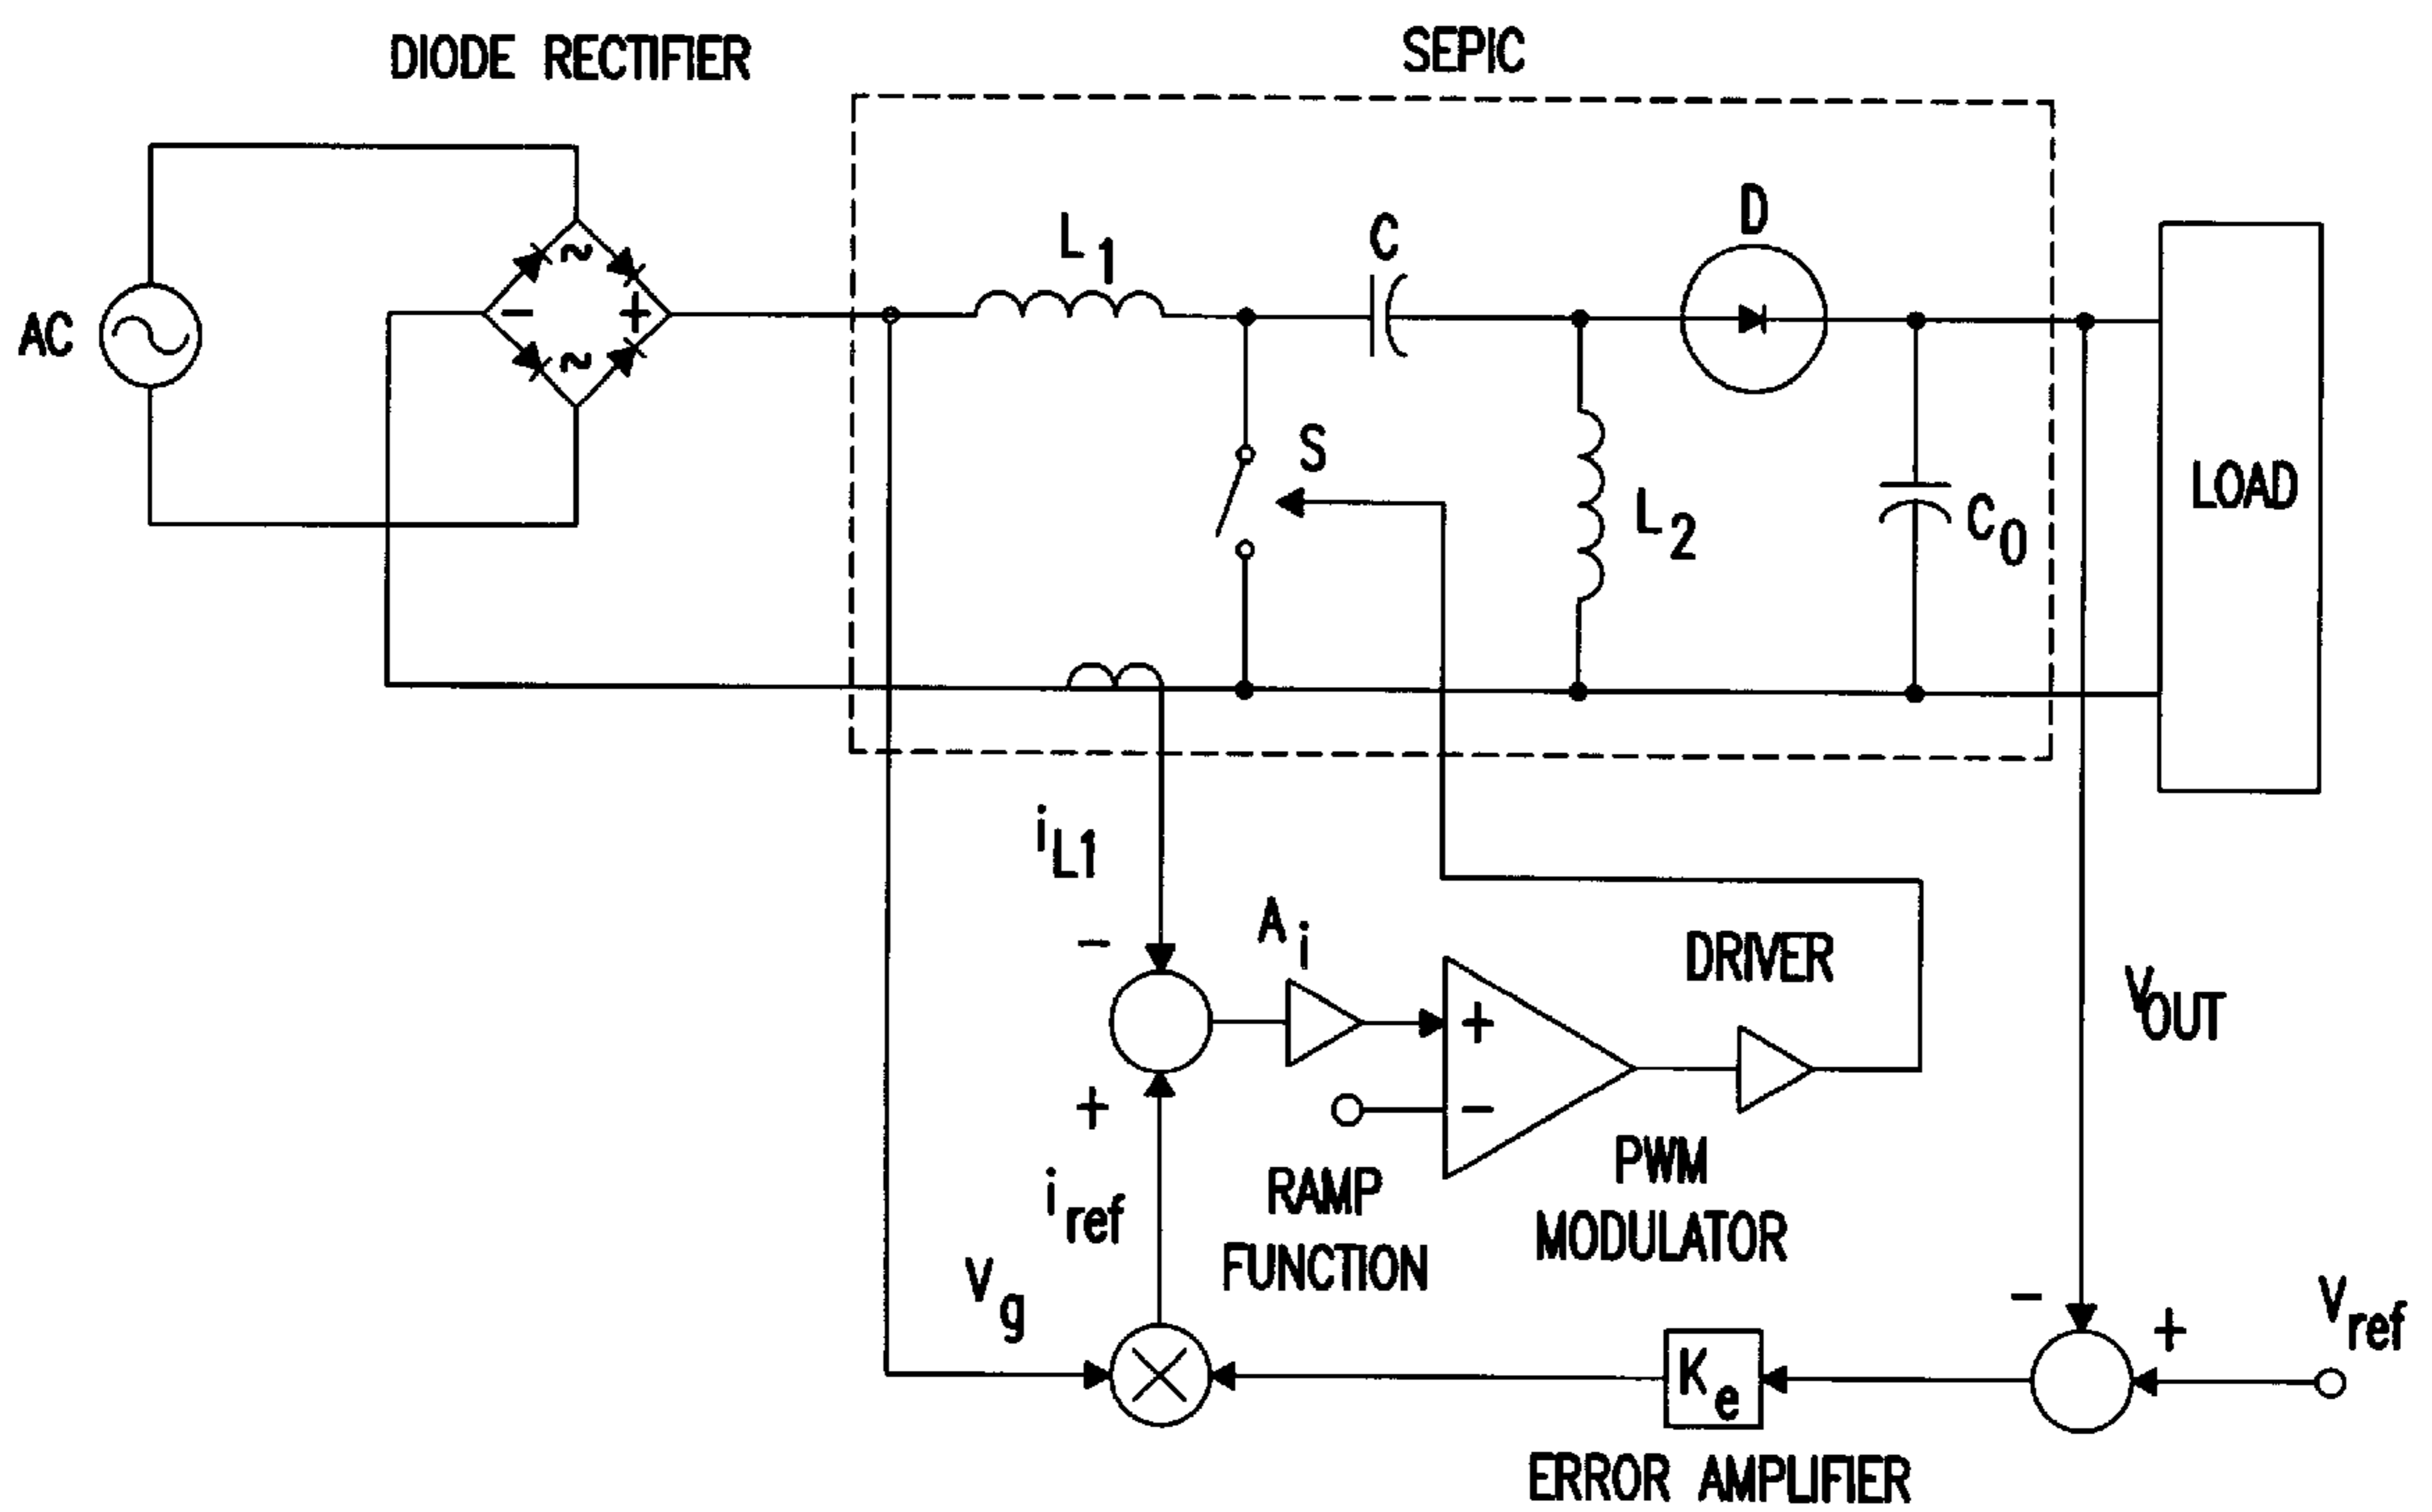 DIODE RECTIFIER
SEPIC
AC
~
~
-
+
L1
C
D
S
L2
C0
LOAD
iL1
-
Ai
+
-
DRIVER
VOUT
+
iref
RAMP
FUNCTION
PWM
MODULATOR
Vg
Ke
-
+
Vref
ERROR AMPLIFIER